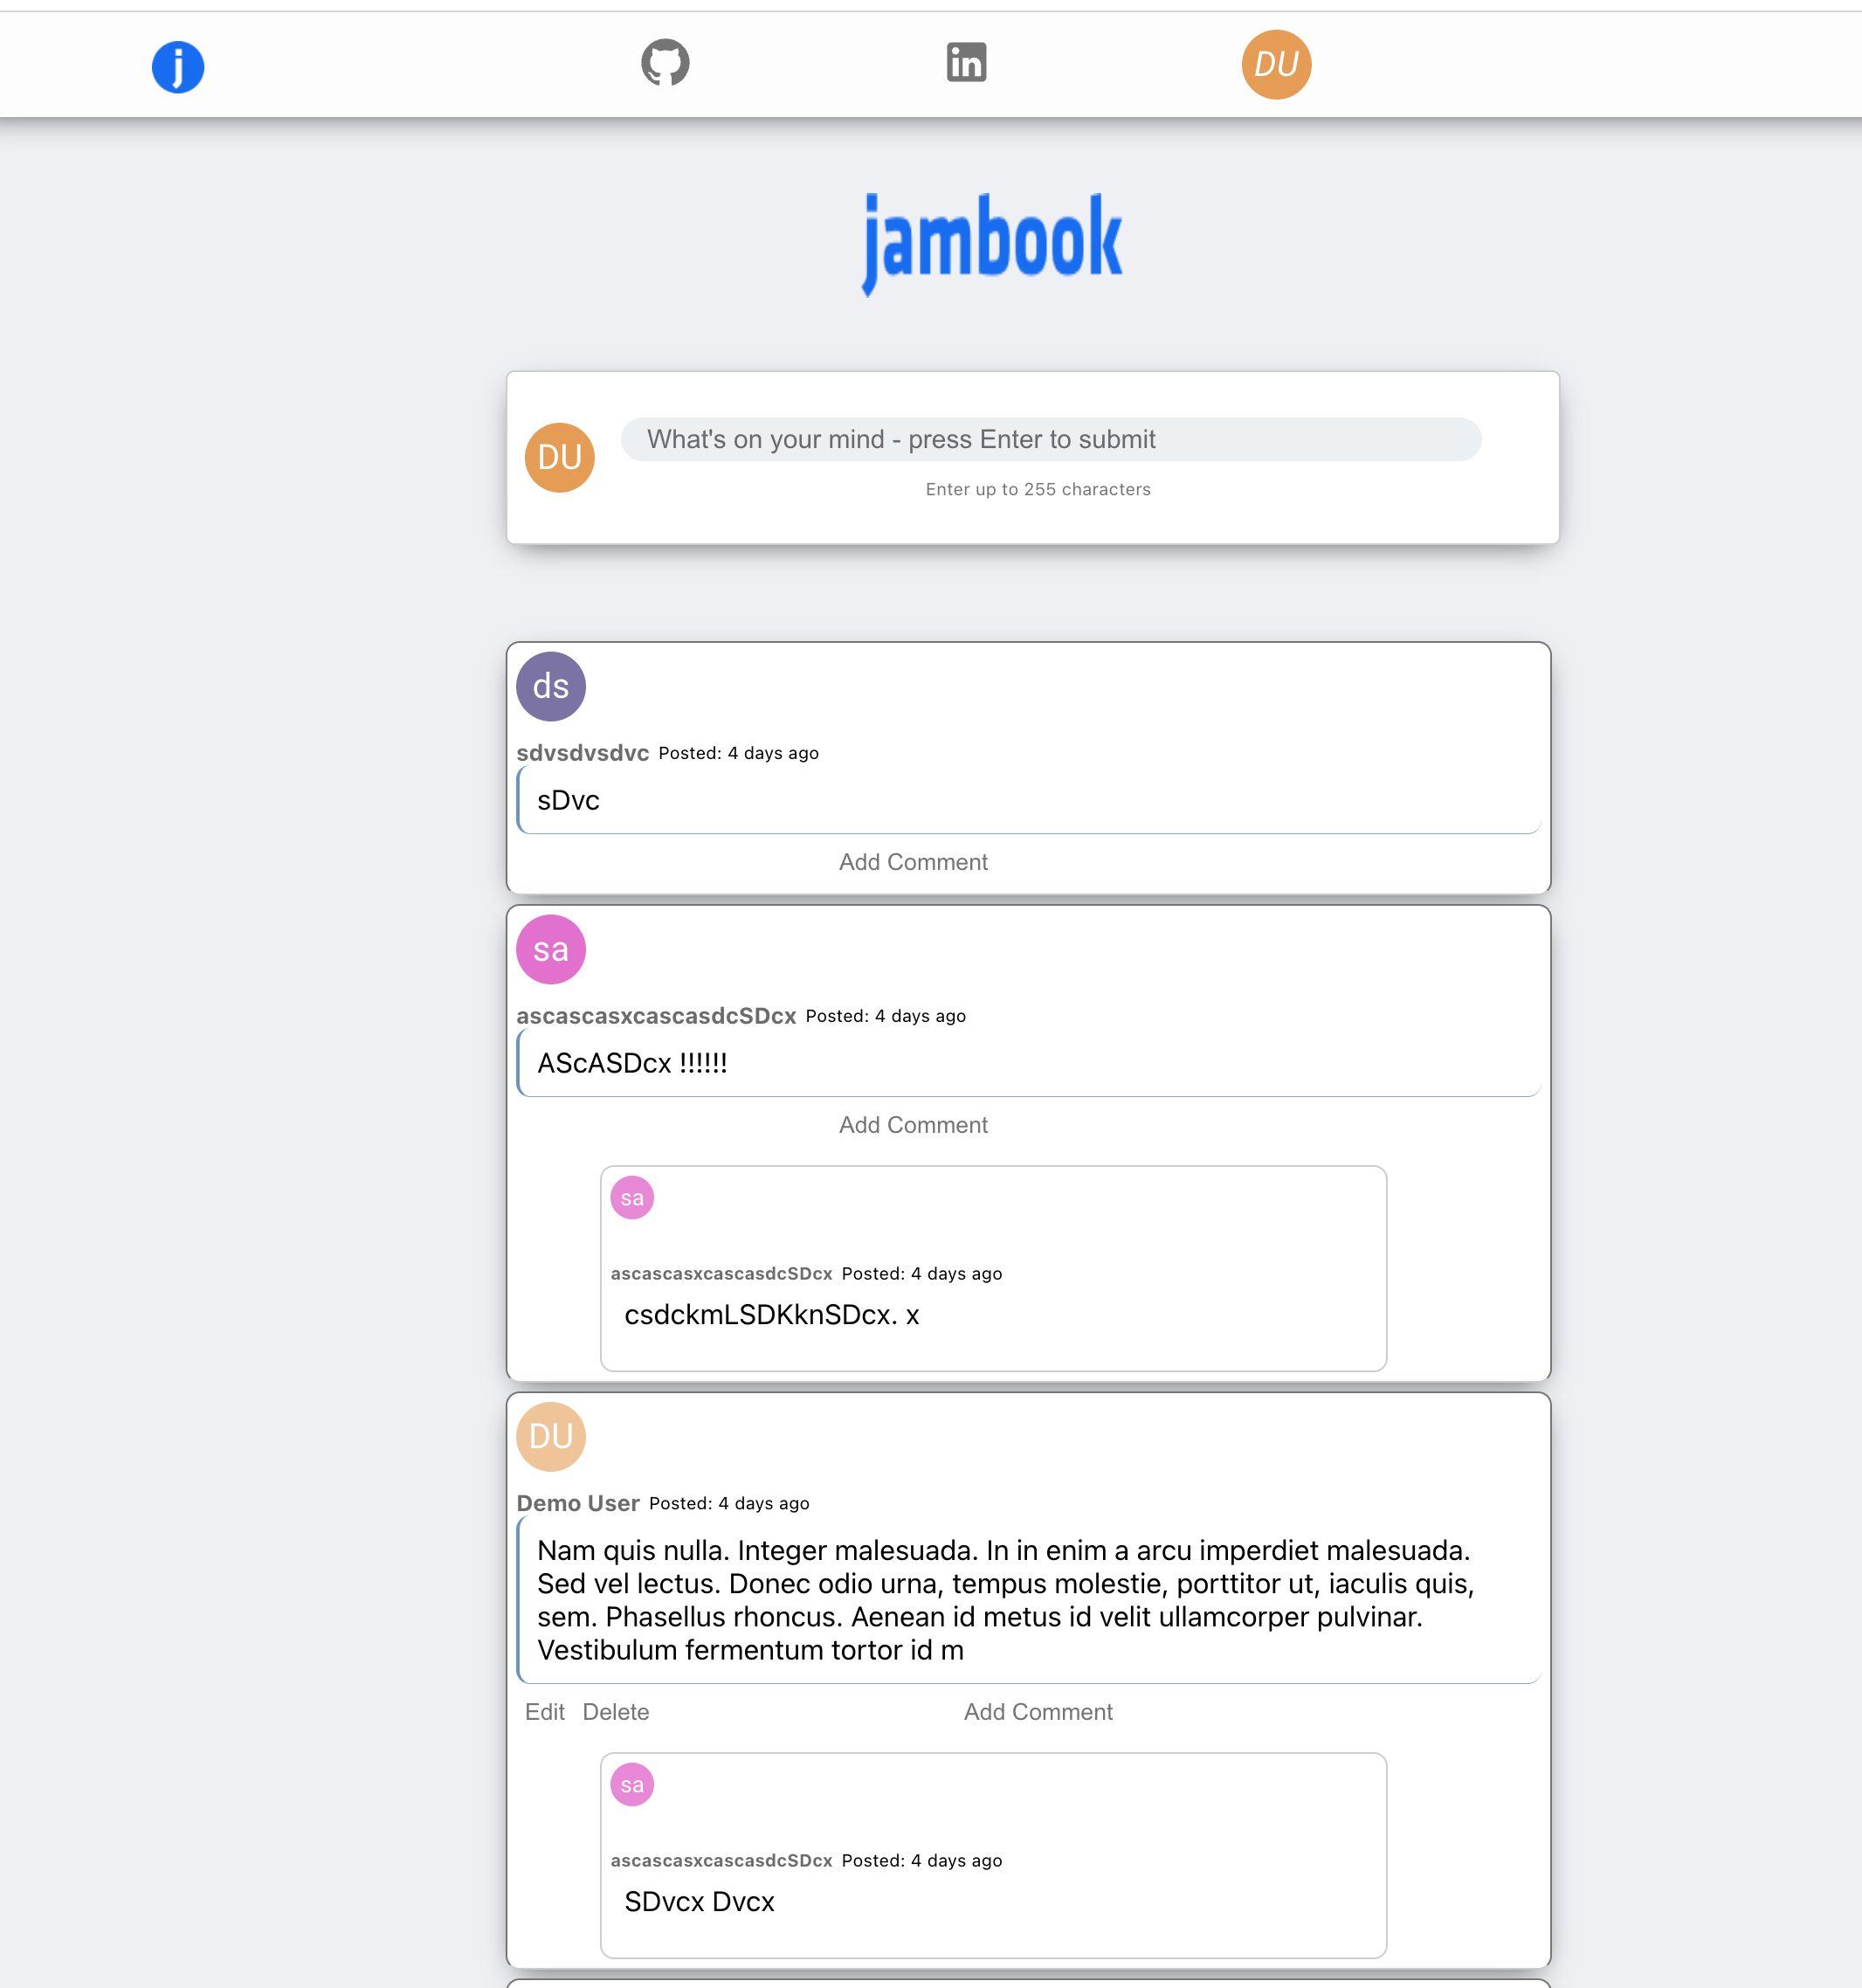 j
in
DU
jambook
DU
What's on your mind - press Enter to submit
Enter up to 255 characters
ds
sdvsdvsdvc Posted: 4 days ago
sDvc
Add Comment
sa
ascascasxcascasdcSDcx Posted: 4 days ago
AScASDcx !!!!!!
Add Comment
sa
ascascasxcascasdcSDcx Posted: 4 days ago
csdckmLSDKknSDcx. x
DU
Demo User Posted: 4 days ago
Nam quis nulla. Integer malesuada. In in enim a arcu imperdiet malesuada.
Sed vel lectus. Donec odio urna, tempus molestie, porttitor ut, iaculis quis,
sem. Phasellus rhoncus. Aenean id metus id velit ullamcorper pulvinar.
Vestibulum fermentum tortor id m
Edit Delete Add Comment
sa
ascascasxcascasdcSDcx Posted: 4 days ago
SDvcx Dvcx